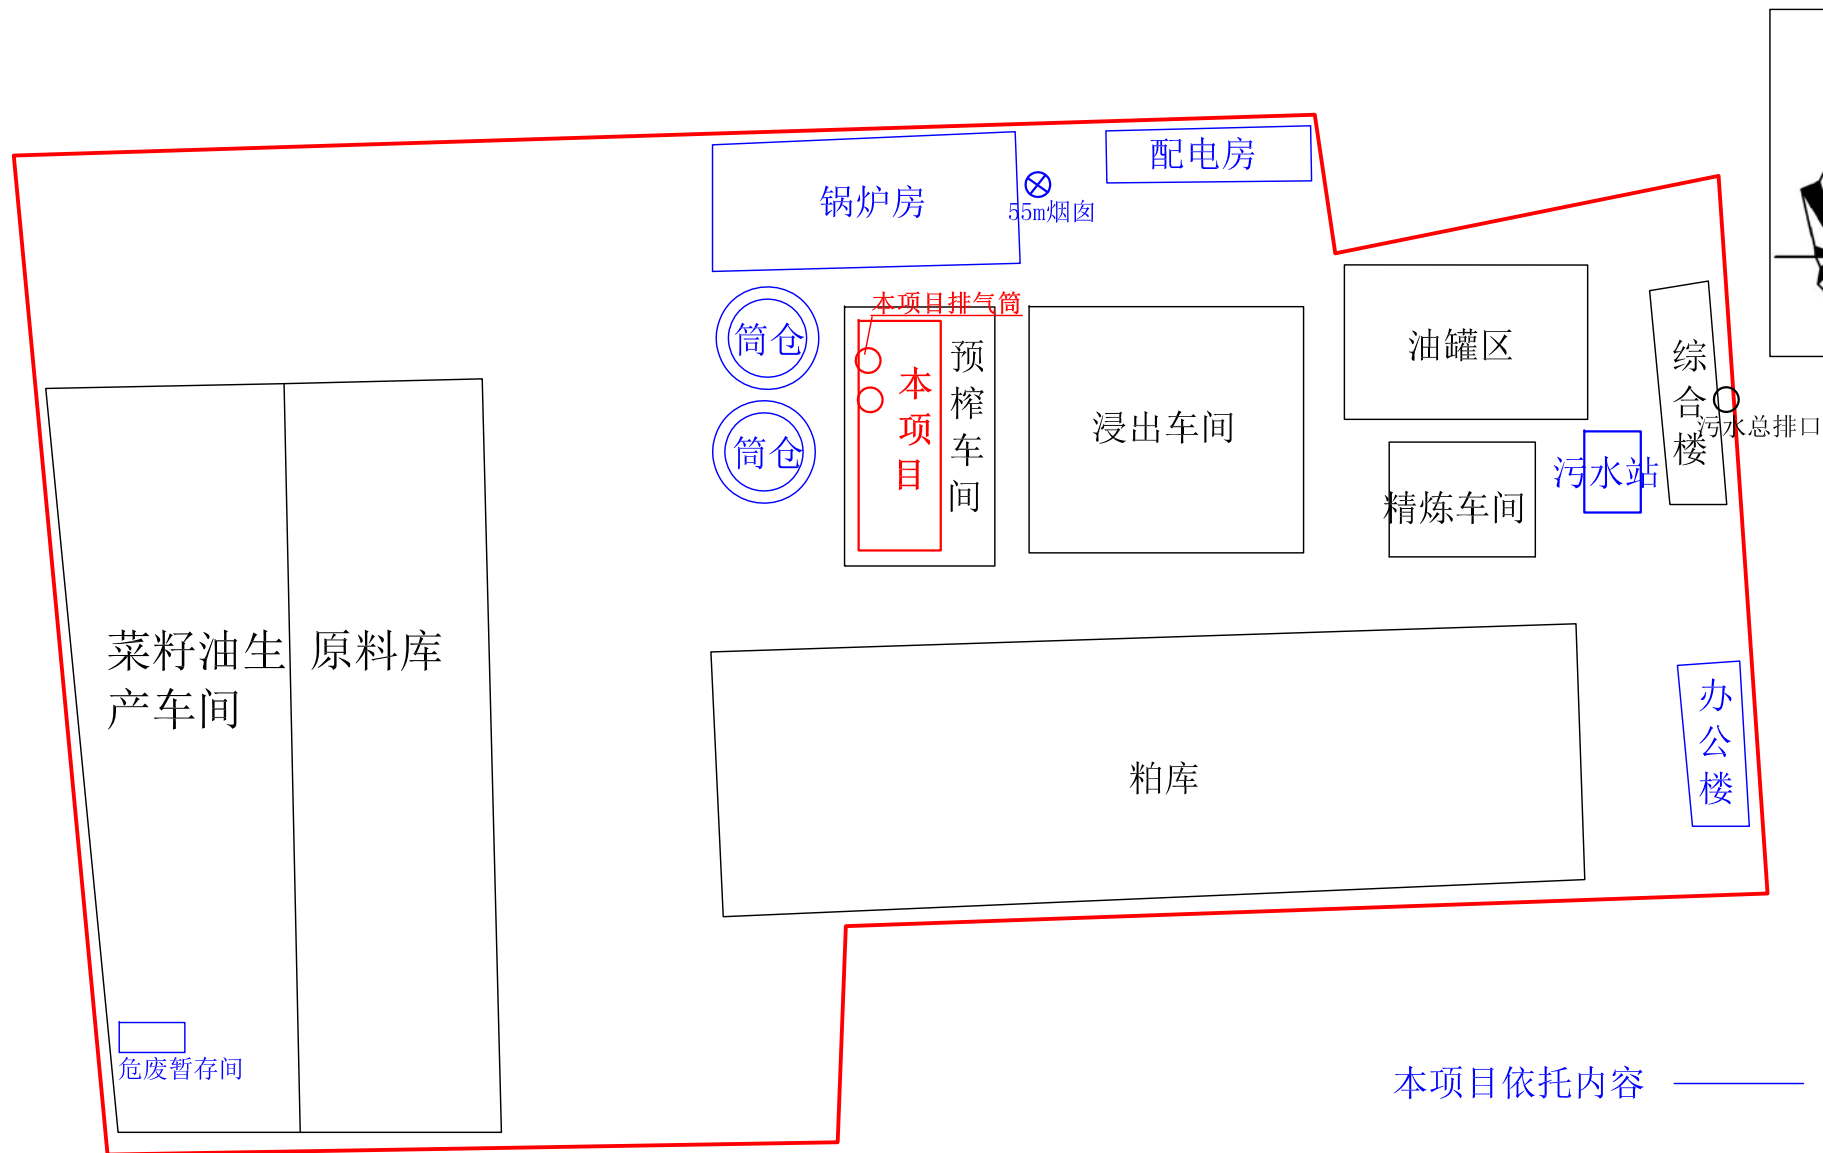 配电房
锅炉房
55m烟囱
本项目排气筒
筒仓
筒仓
本项目
预榨车间
浸出车间
油罐区
综合楼
污水总排口
污水站
精炼车间
菜籽油生
产车间
原料库
粕库
办公楼
危废暂存间
本项目依托内容